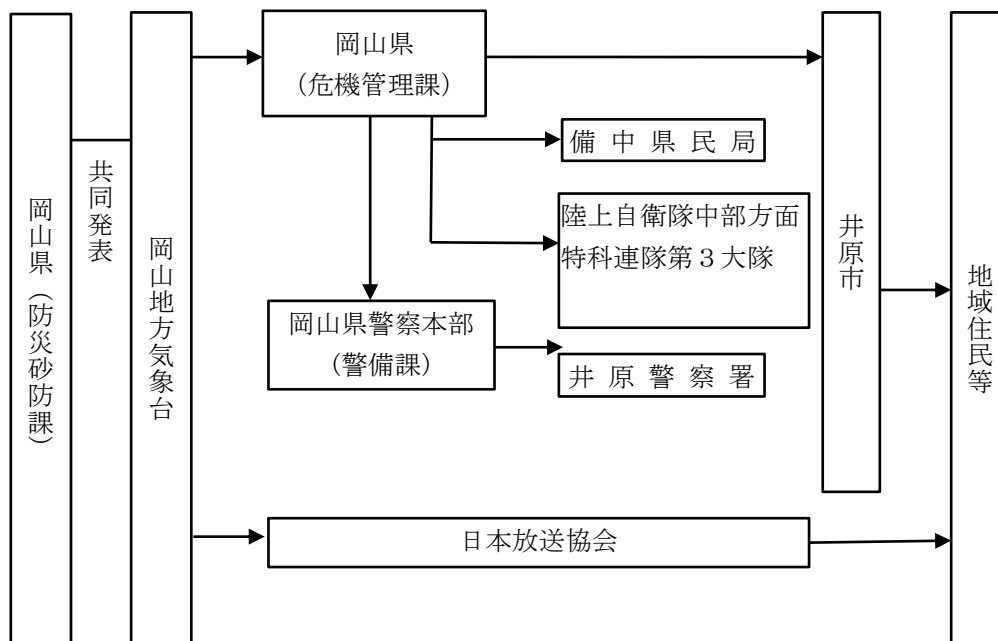 岡山県（防災砂防課）
共同発表
岡山地方気象台
岡山県
（危機管理課）
備中県民局
陸上自衛隊中部方面
特科連隊第３大隊
岡山県警察本部
（警備課）
井原警察署
日本放送協会
井原市
地域住民等